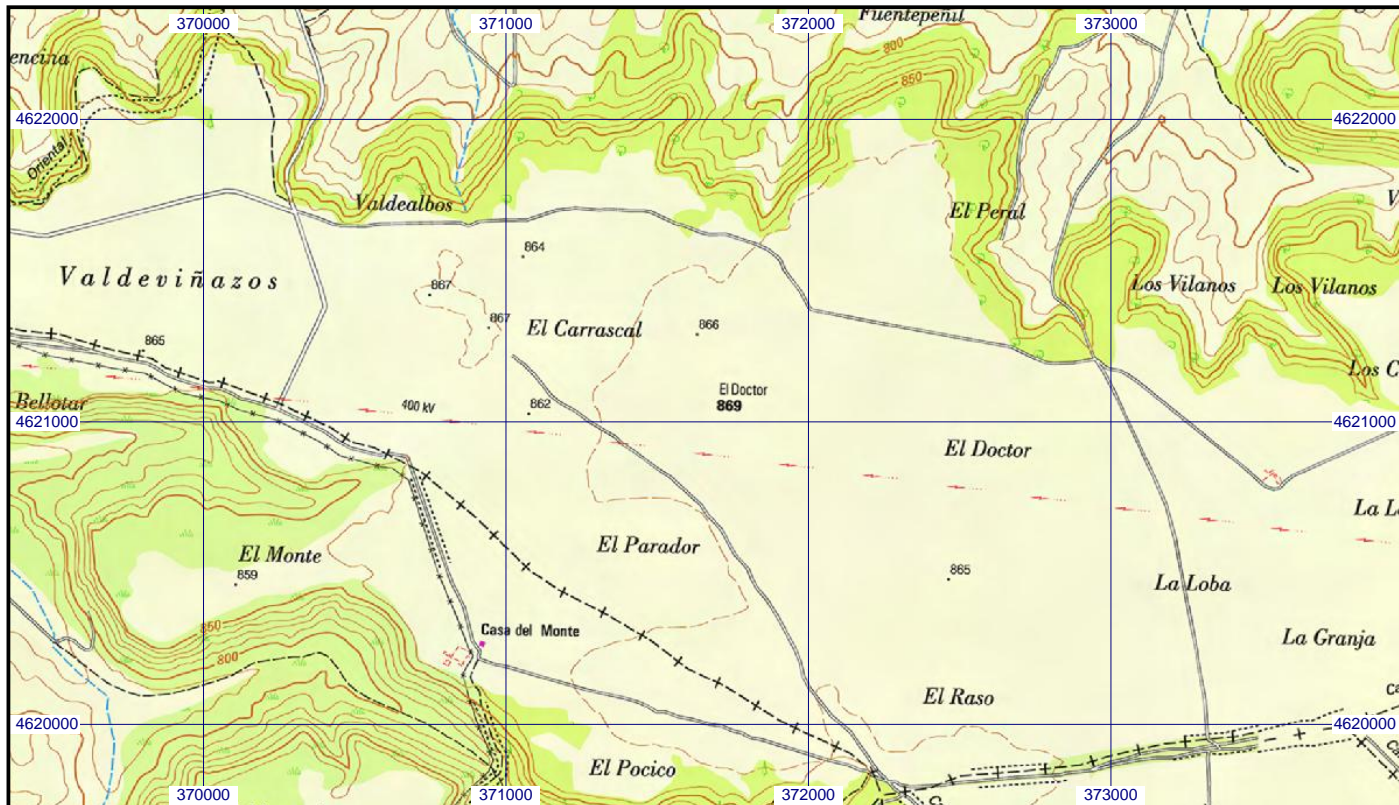 370000 371000 372000 373000
Fuentepeñil
encina
800
850
4622000 4622000
Oriental
Valdealbos
El Peral
V
864
Valdeviñazos
867
Los Vilanos Los Vilanos
867
El Carrascal
866
865
Los C
El Doctor
869
Bellotar
400 kV
862
4621000 4621000
El Doctor
La L
El Parador
El Monte
859
865
La Loba
850
Casa del Monte
La Granja
800
El Raso
Ca
4620000 4620000
El Pocico
370000 371000 372000 373000